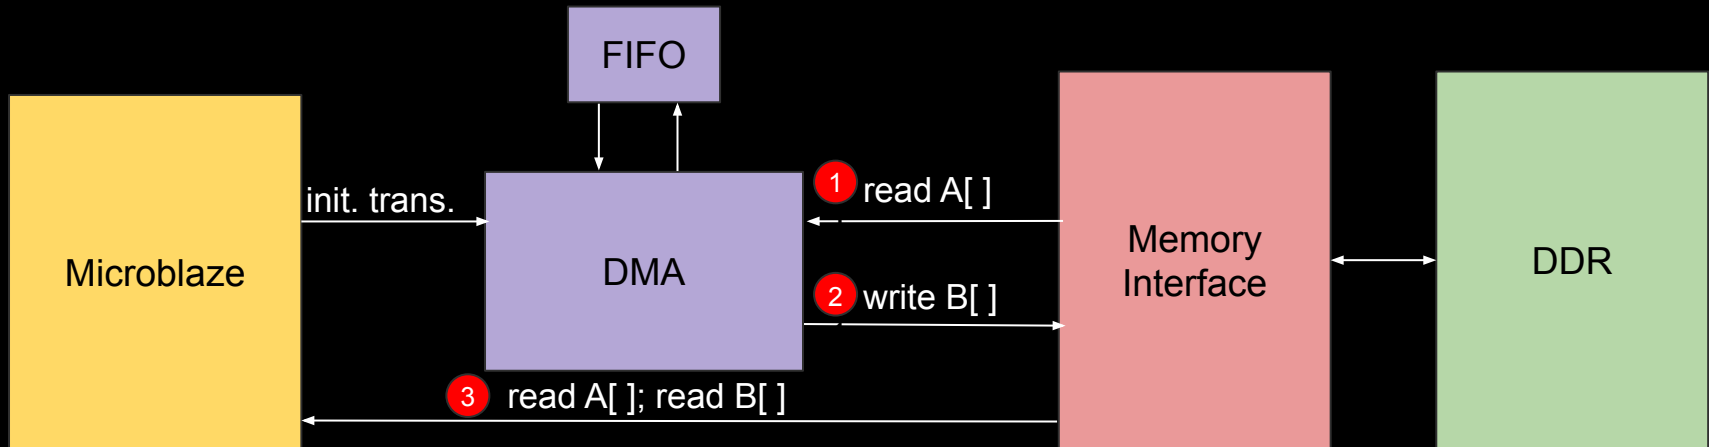 FIFO
Microblaze
init. trans.
DMA
1 read A[ ]
2 write B[ ]
3 read A[ ]; read B[ ]
Memory
Interface
DDR